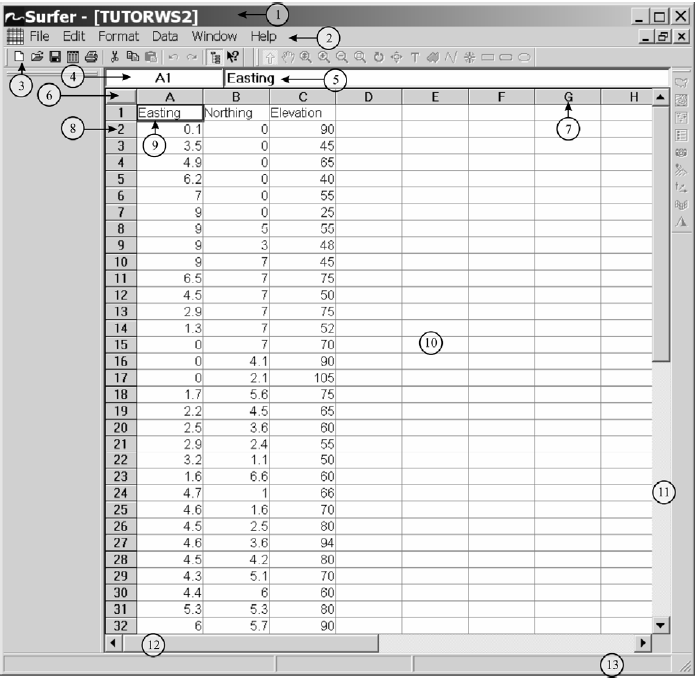 Surfer - [TUTORWS2] 1
File Edit Format Data Window Help 2
3
4 A1 Easting 5
6 A B C D E F G H
1 Easting Northing Elevation
8 2 0.1 0 90 7
3 3.5 0 45 9
4 4.9 0 65
5 6.2 0 40
6 7 0 55
7 9 0 25
8 9 5 55
9 9 3 48
10 9 7 45
11 6.5 7 75
12 4.5 7 50
13 2.9 7 75
14 1.3 7 52
15 0 7 70 10
16 0 4.1 90
17 0 2.1 105
18 1.7 5.6 75
19 2.2 4.5 65
20 2.5 3.6 60
21 2.9 2.4 55
22 3.2 1.1 50
23 1.6 6.6 60
24 4.7 1 66 11
25 4.6 1.6 70
26 4.5 2.5 80
27 4.6 3.6 94
28 4.5 4.2 80
29 4.3 5.1 70
30 4.4 6 60
31 5.3 5.3 80
32 6 5.7 90
12
13